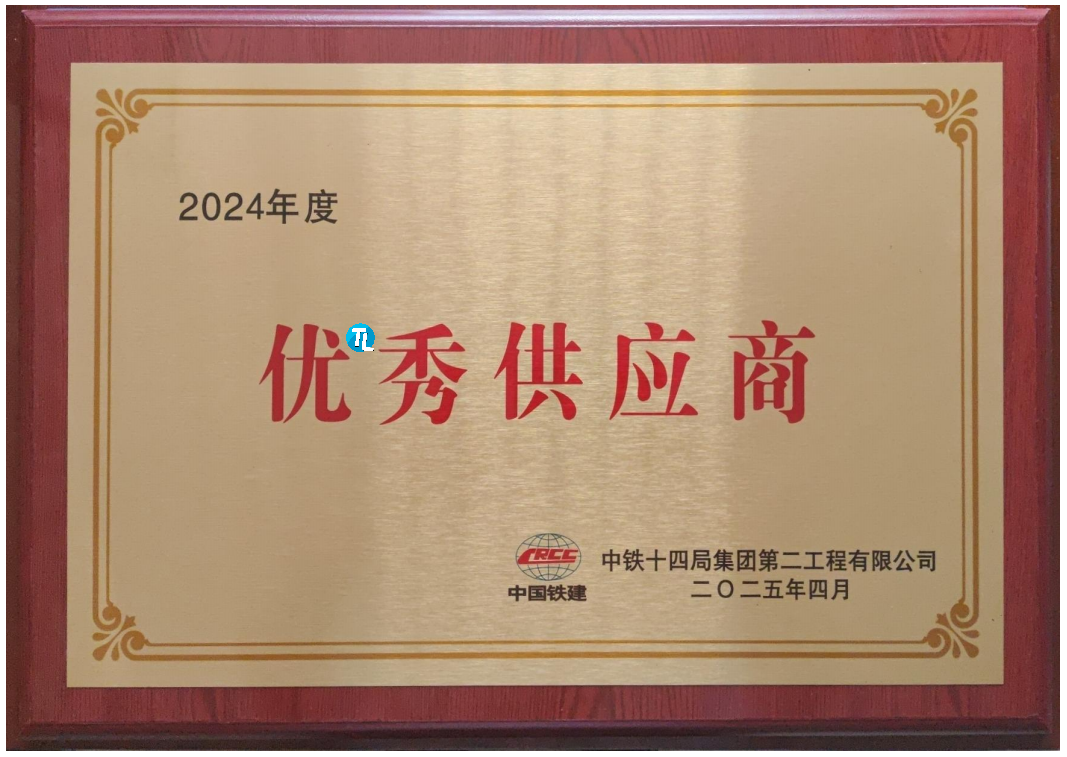 2024年度
优秀供应商
TL
CRCC
中国铁建
中铁十四局集团第二工程有限公司
二〇二五年四月